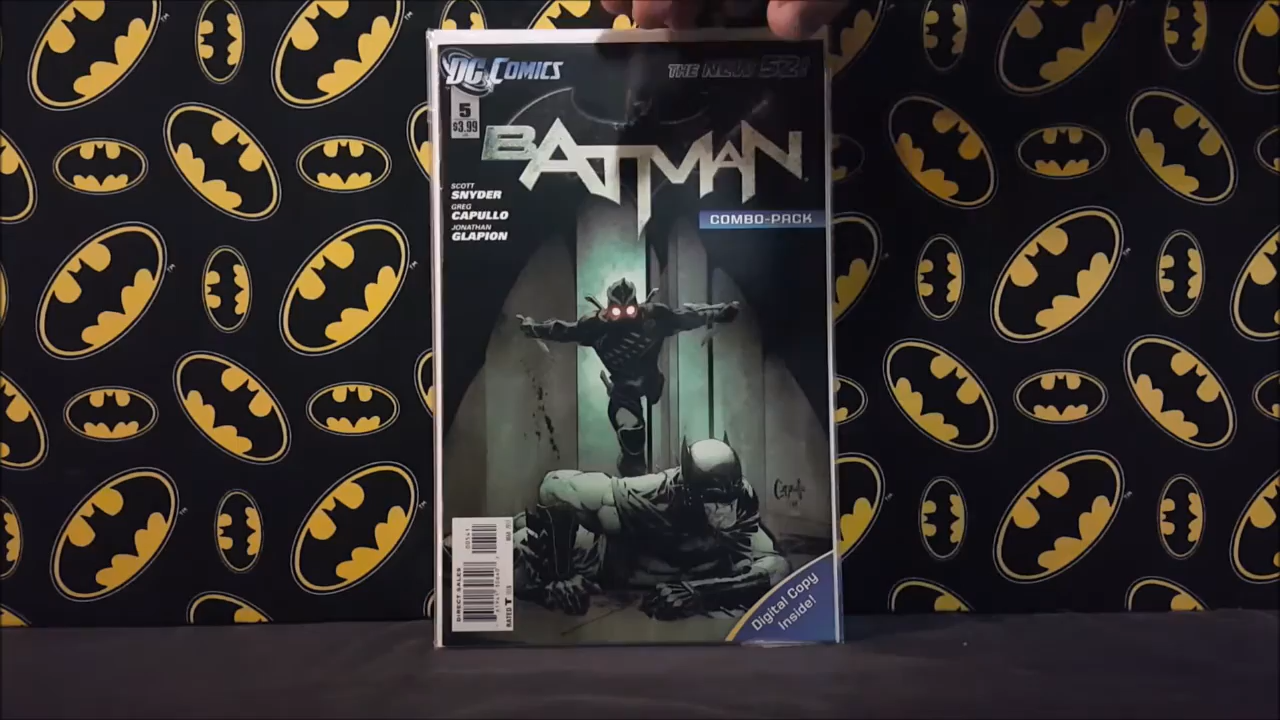 DC COMICS
THE NEW 52!
5
$3.99
BATMAN
SCOTT
SNYDER
GREG
CAPULLO
JONATHAN
GLAPION
COMBO-PACK
Capullo
DIRECT SALES
RATED T
Digital Copy
Inside!